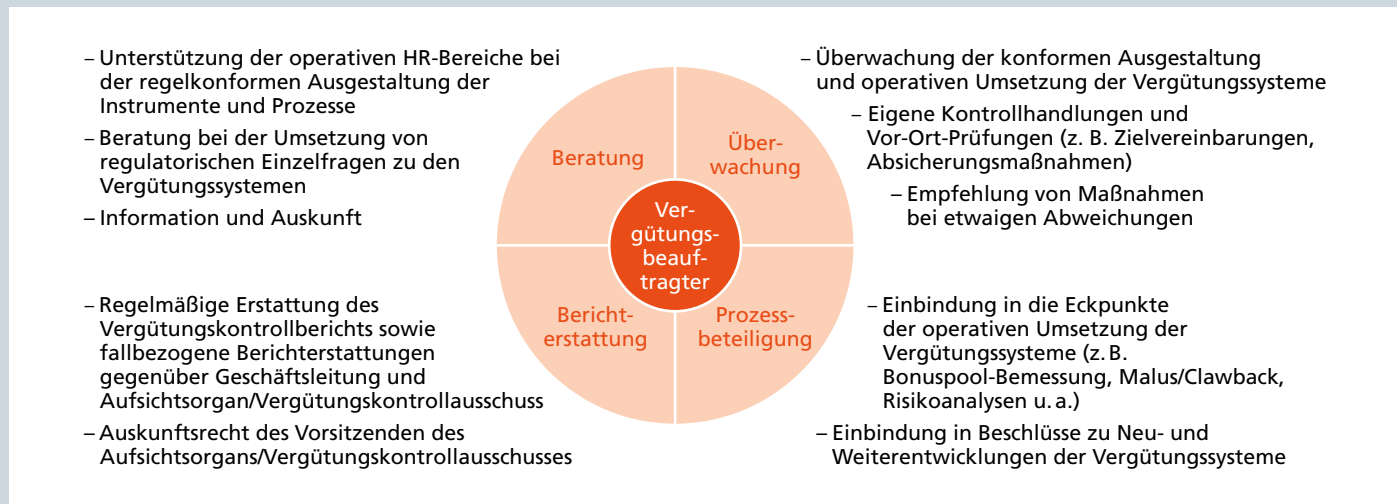 – Unterstützung der operativen HR-Bereiche bei
der regelkonformen Ausgestaltung der
Instrumente und Prozesse
– Beratung bei der Umsetzung von
regulatorischen Einzelfragen zu den
Vergütungssystemen
– Information und Auskunft
– Überwachung der konformen Ausgestaltung
und operativen Umsetzung der Vergütungssysteme
– Eigene Kontrollhandlungen und
Vor-Ort-Prüfungen (z. B. Zielvereinbarungen,
Absicherungsmaßnahmen)
– Empfehlung von Maßnahmen
bei etwaigen Abweichungen
Beratung
Über-
wachung
Ver-
gütungs-
beauf-
tragter
Bericht-
erstattung
Prozess-
beteiligung
– Regelmäßige Erstattung des
Vergütungskontrollberichts sowie
fallbezogene Berichterstattungen
gegenüber Geschäftsleitung und
Aufsichtsorgan/Vergütungskontrollausschuss
– Auskunftsrecht des Vorsitzenden des
Aufsichtsorgans/Vergütungskontrollausschusses
– Einbindung in die Eckpunkte
der operativen Umsetzung der
Vergütungssysteme (z. B.
Bonuspool-Bemessung, Malus/Clawback,
Risikoanalysen u. a.)
– Einbindung in Beschlüsse zu Neu- und
Weiterentwicklungen der Vergütungssysteme